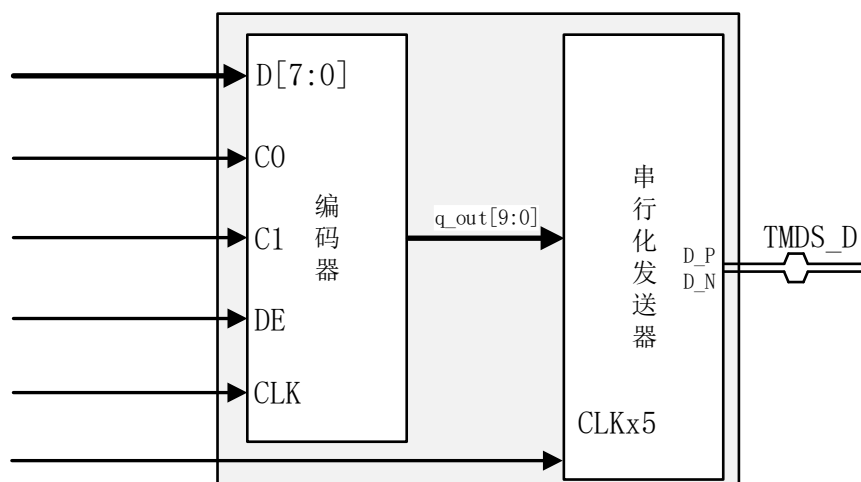 D[7:0]
C0
C1
DE
CLK
编码器
q_out[9:0]
串行化发送器
CLKx5
D_P
D_N
TMDS_D